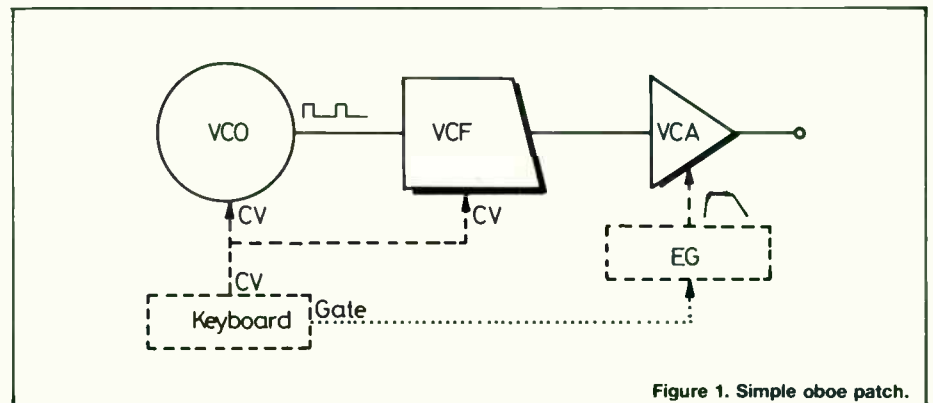 VCO
VCF
VCA
CV
CV
EG
CV
Keyboard
Gate
Figure 1. Simple oboe patch.